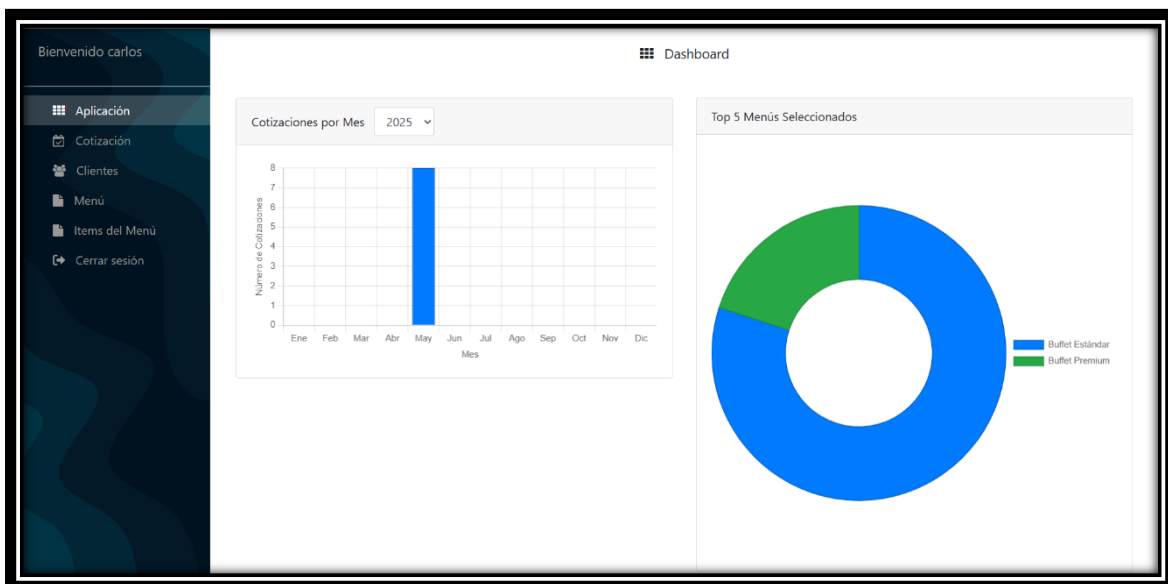 Bienvenido carlos
Aplicación
Cotización
Clientes
Menú
Items del Menú
Cerrar sesión
Dashboard
Cotizaciones por Mes 2025
8
7
6
5
4
3
2
1
0
Número de Cotizaciones
Ene Feb Mar Abr May Jun Jul Ago Sep Oct Nov Dic
Mes
Top 5 Menús Seleccionados
Buffet Estándar
Buffet Premium